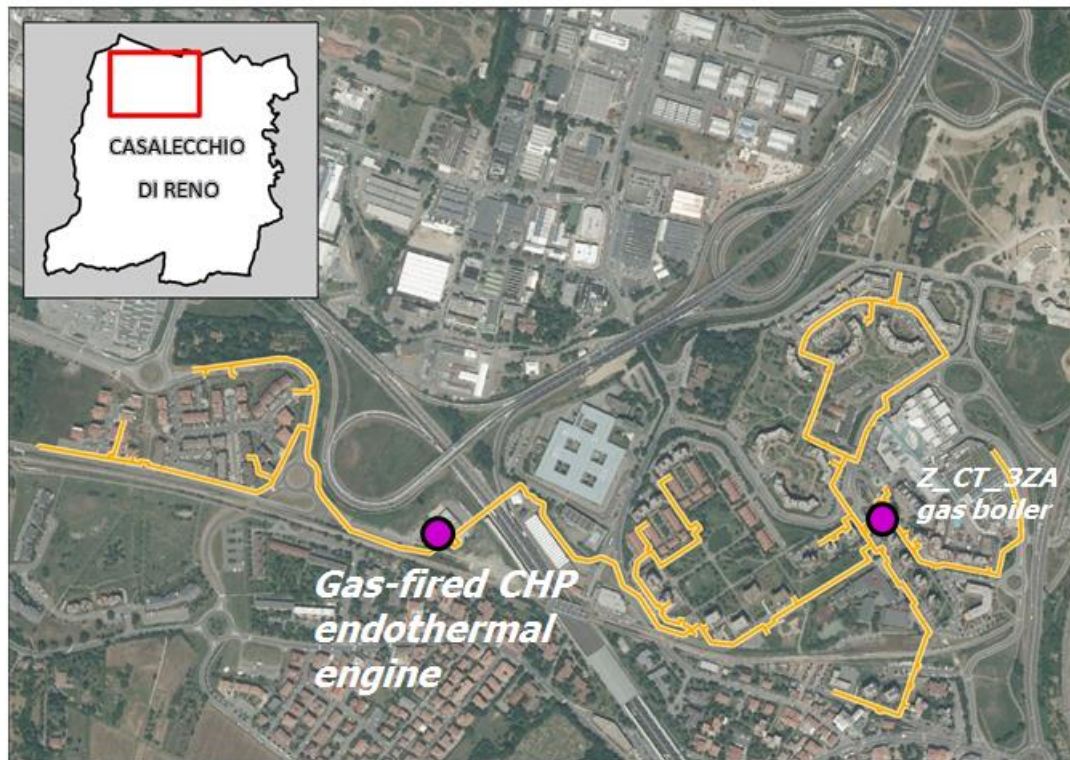 CASALECCHIO
DI RENO
Z_CT_3ZA
gas boiler
Gas-fired CHP
endothermal
engine